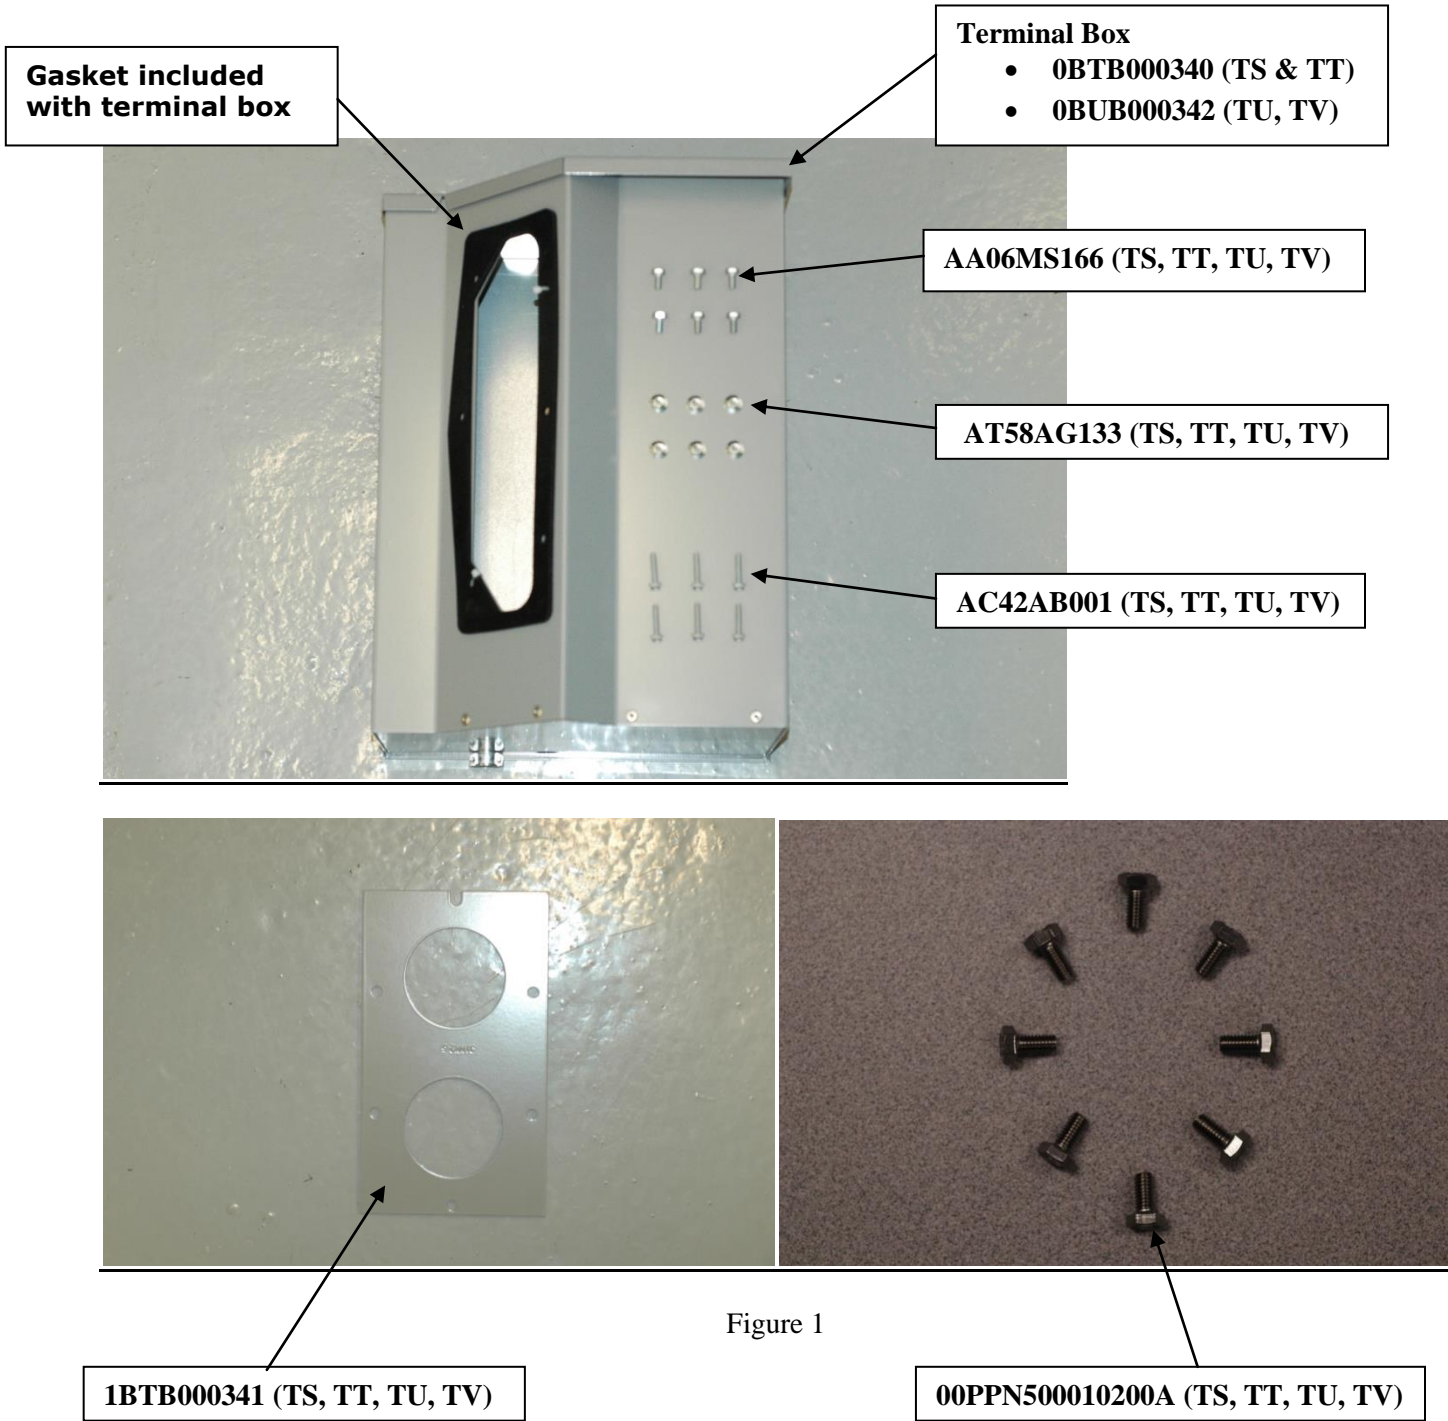 Terminal Box
• 0BTB000340 (TS & TT)
• 0BUB000342 (TU, TV)
Gasket included
with terminal box
AA06MS166 (TS, TT, TU, TV)
AT58AG133 (TS, TT, TU, TV)
AC42AB001 (TS, TT, TU, TV)
Figure 1
1BTB000341 (TS, TT, TU, TV)
00PPN500010200A (TS, TT, TU, TV)